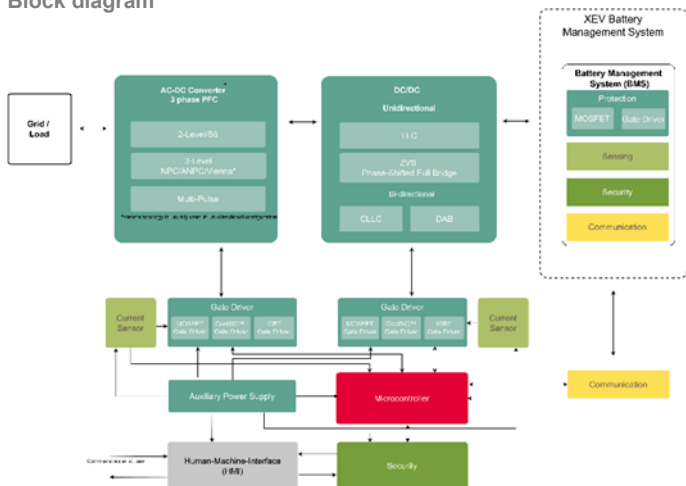 Block diagram
XEV Battery
Management System
Battery Management
System (BMS)
Protection
MOSFET
Gate Driver
Sensing
Security
Communication
Grid /
Load
AC-DC Converter
3 phase PFC
2-Level/B6
3-Level
NPC/ANPC/Vienna*
Multi-Pulse
DC/DC
Unidirectional
LLC
ZVS
Phase-Shifted Full Bridge
Bi-directional
CLLC
DAB
Current
Sensor
Gate Driver
MOSFET
Gate Driver
CoolSiC™
Gate Driver
IGBT
Gate Driver
Gate Driver
MOSFET
Gate Driver
CoolSiC™
Gate Driver
IGBT
Gate Driver
Current
Sensor
Auxiliary Power Supply
Microcontroller
Communication
Human-Machine-Interface
(HMI)
Security